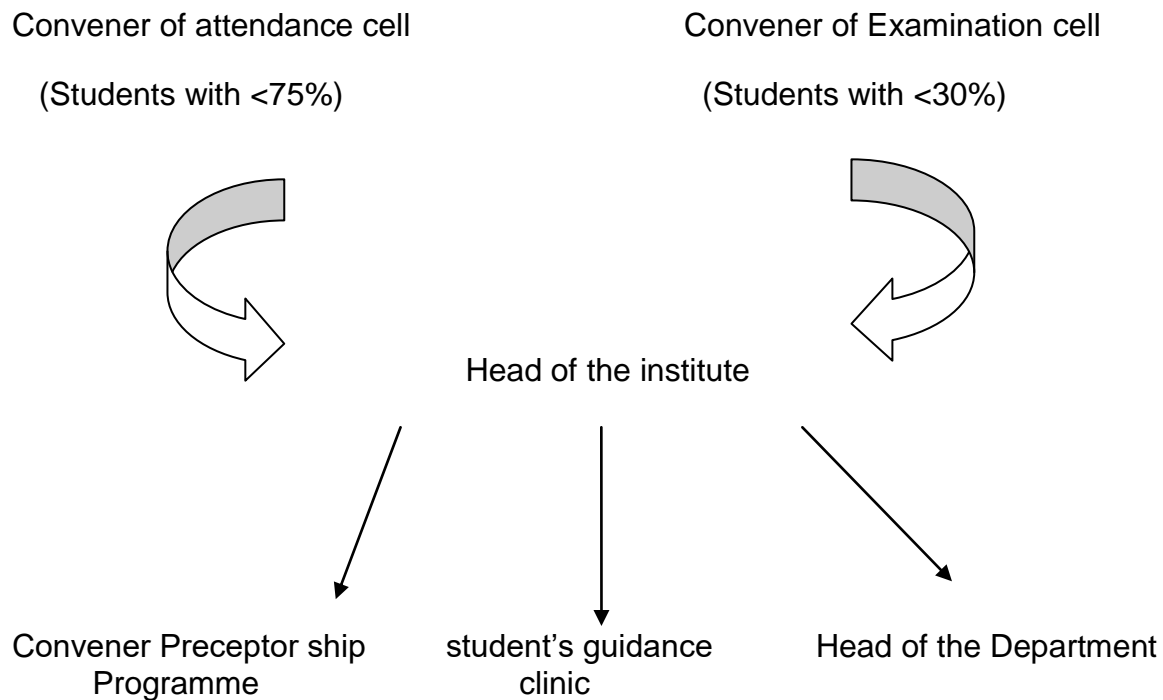 Convener of attendance cell
Convener of Examination cell
(Students with <75%)
(Students with <30%)
Head of the institute
Convener Preceptor ship
Programme
student’s guidance
clinic
Head of the Department